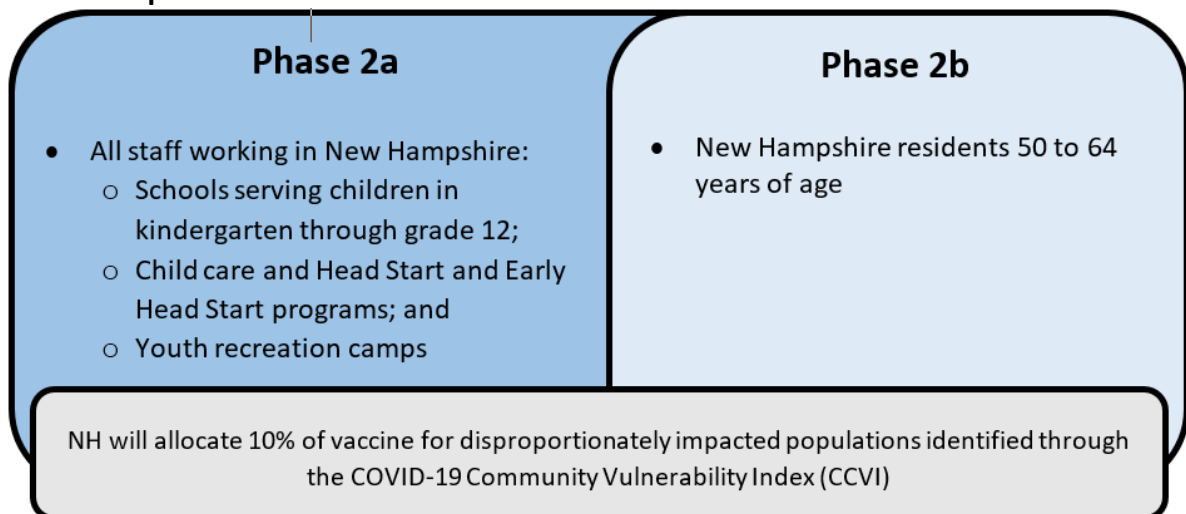 Phase 2a
• All staff working in New Hampshire:
o Schools serving children in
kindergarten through grade 12;
o Child care and Head Start and Early
Head Start programs; and
o Youth recreation camps
Phase 2b
• New Hampshire residents 50 to 64
years of age
NH will allocate 10% of vaccine for disproportionately impacted populations identified through
the COVID-19 Community Vulnerability Index (CCVI)